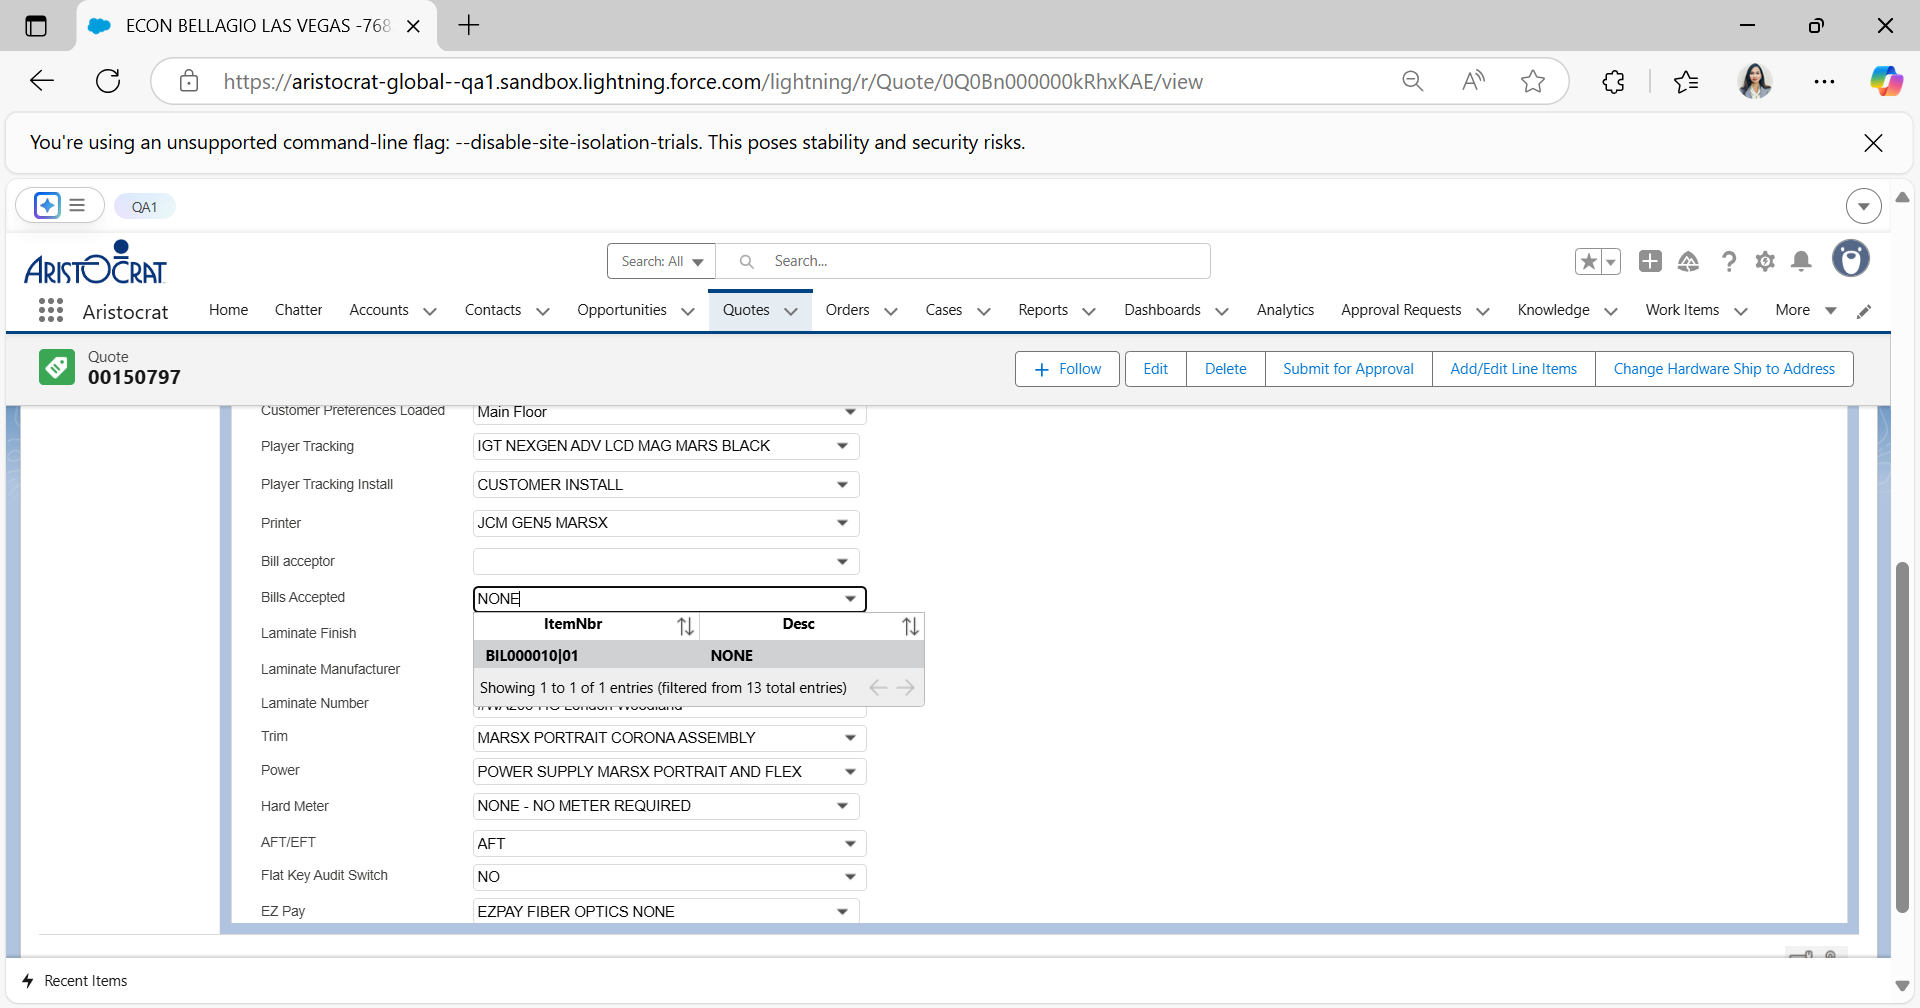 ECON BELLAGIO LAS VEGAS -768
https://aristocrat-global--qa1.sandbox.lightning.force.com/lightning/r/Quote/0Q0Bn000000kRhxKAE/view
You're using an unsupported command-line flag: --disable-site-isolation-trials. This poses stability and security risks.
QA1
ARISTOCRAT
Search: All
Search...
Aristocrat
Home
Chatter
Accounts
Contacts
Opportunities
Quotes
Orders
Cases
Reports
Dashboards
Analytics
Approval Requests
Knowledge
Work Items
More
Quote
00150797
Follow
Edit
Delete
Submit for Approval
Add/Edit Line Items
Change Hardware Ship to Address
Customer Preferences Loaded
Main Floor
Player Tracking
IGT NEXGEN ADV LCD MAG MARS BLACK
Player Tracking Install
CUSTOMER INSTALL
Printer
JCM GEN5 MARSX
Bill acceptor
Bills Accepted
NONE
ItemNbr
Desc
Laminate Finish
BIL000010|01
NONE
Laminate Manufacturer
Showing 1 to 1 of 1 entries (filtered from 13 total entries)
Laminate Number
Trim
MARSX PORTRAIT CORONA ASSEMBLY
Power
POWER SUPPLY MARSX PORTRAIT AND FLEX
Hard Meter
NONE - NO METER REQUIRED
AFT/EFT
AFT
Flat Key Audit Switch
NO
EZ Pay
EZPAY FIBER OPTICS NONE
Recent Items